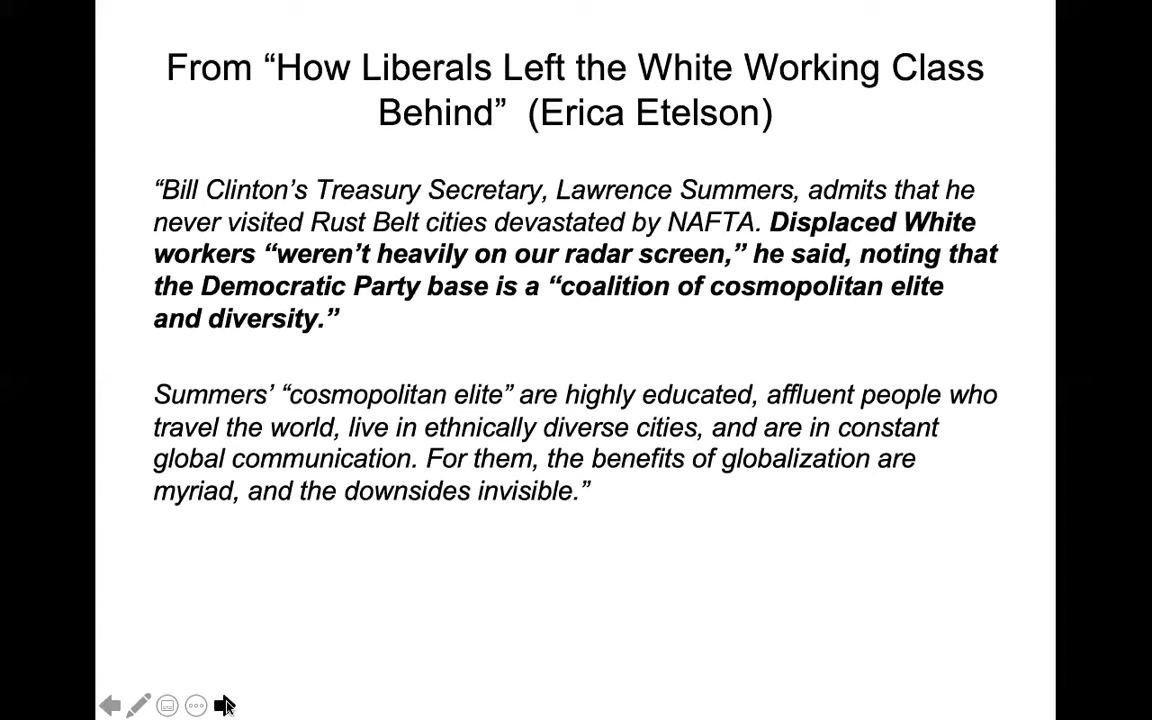 From “How Liberals Left the White Working Class
Behind” (Erica Etelson)
“Bill Clinton’s Treasury Secretary, Lawrence Summers, admits that he
never visited Rust Belt cities devastated by NAFTA. Displaced White
workers “weren’t heavily on our radar screen,” he said, noting that
the Democratic Party base is a “coalition of cosmopolitan elite
and diversity.”
Summers’ “cosmopolitan elite” are highly educated, affluent people who
travel the world, live in ethnically diverse cities, and are in constant
global communication. For them, the benefits of globalization are
myriad, and the downsides invisible.”